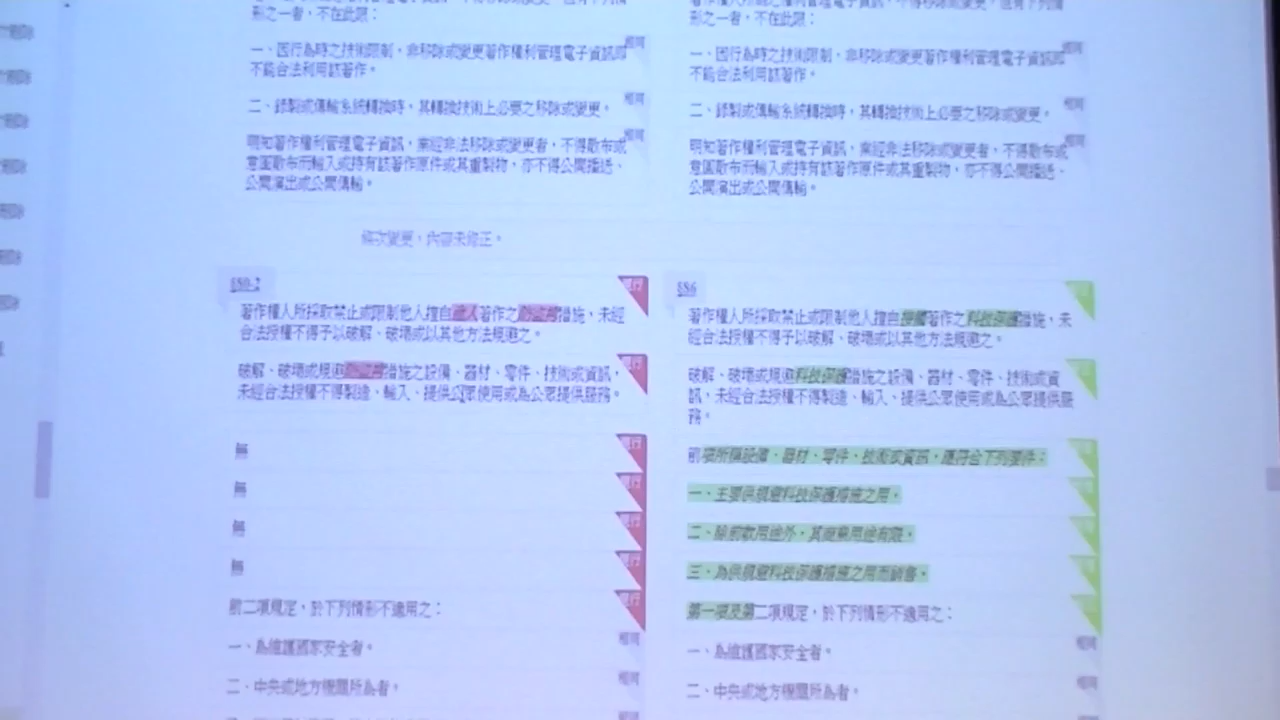 形之一者，不在此限：
一、因行為時之技術限制，非移除或變更著作權利管理電子資訊即
不能合法利用該著作。
二、錄製或傳輸系統轉換時，其轉換技術上必要之移除或變更。
明知著作權利管理電子資訊，業經非法移除或變更者，不得散布或
意圖散布而輸入或持有該著作原件或其重製物，亦不得公開播送、
公開演出或公開傳輸。
條次變更，內容未修正。
§80-2
著作權人所採取禁止或限制他人擅自進入著作之防盜拷措施，未經
合法授權不得予以破解、破壞或以其他方法規避之。
破解、破壞或規避防盜拷措施之設備、器材、零件、技術或資訊，
未經合法授權不得製造、輸入、提供公眾使用或為公眾提供服務。
無
無
無
無
前二項規定，於下列情形不適用之：
一、為維護國家安全者。
二、中央或地方機關所為者。
形之一者，不在此限：
一、因行為時之技術限制，非移除或變更著作權利管理電子資訊即
不能合法利用該著作。
二、錄製或傳輸系統轉換時，其轉換技術上必要之移除或變更。
明知著作權利管理電子資訊，業經非法移除或變更者，不得散布或
意圖散布而輸入或持有該著作原件或其重製物，亦不得公開播送、
公開演出或公開傳輸。
§86
著作權人所採取禁止或限制他人擅自接觸著作之科技保護措施，未
經合法授權不得予以破解、破壞或以其他方法規避之。
破解、破壞或規避科技保護措施之設備、器材、零件、技術或資
訊，未經合法授權不得製造、輸入、提供公眾使用或為公眾提供服
務。
前項所稱設備、器材、零件、技術或資訊，應符合下列要件：
一、主要供規避科技保護措施之用。
二、除前款用途外，其商業用途有限。
三、為供規避科技保護措施之用而銷售。
第一項及第二項規定，於下列情形不適用之：
一、為維護國家安全者。
二、中央或地方機關所為者。